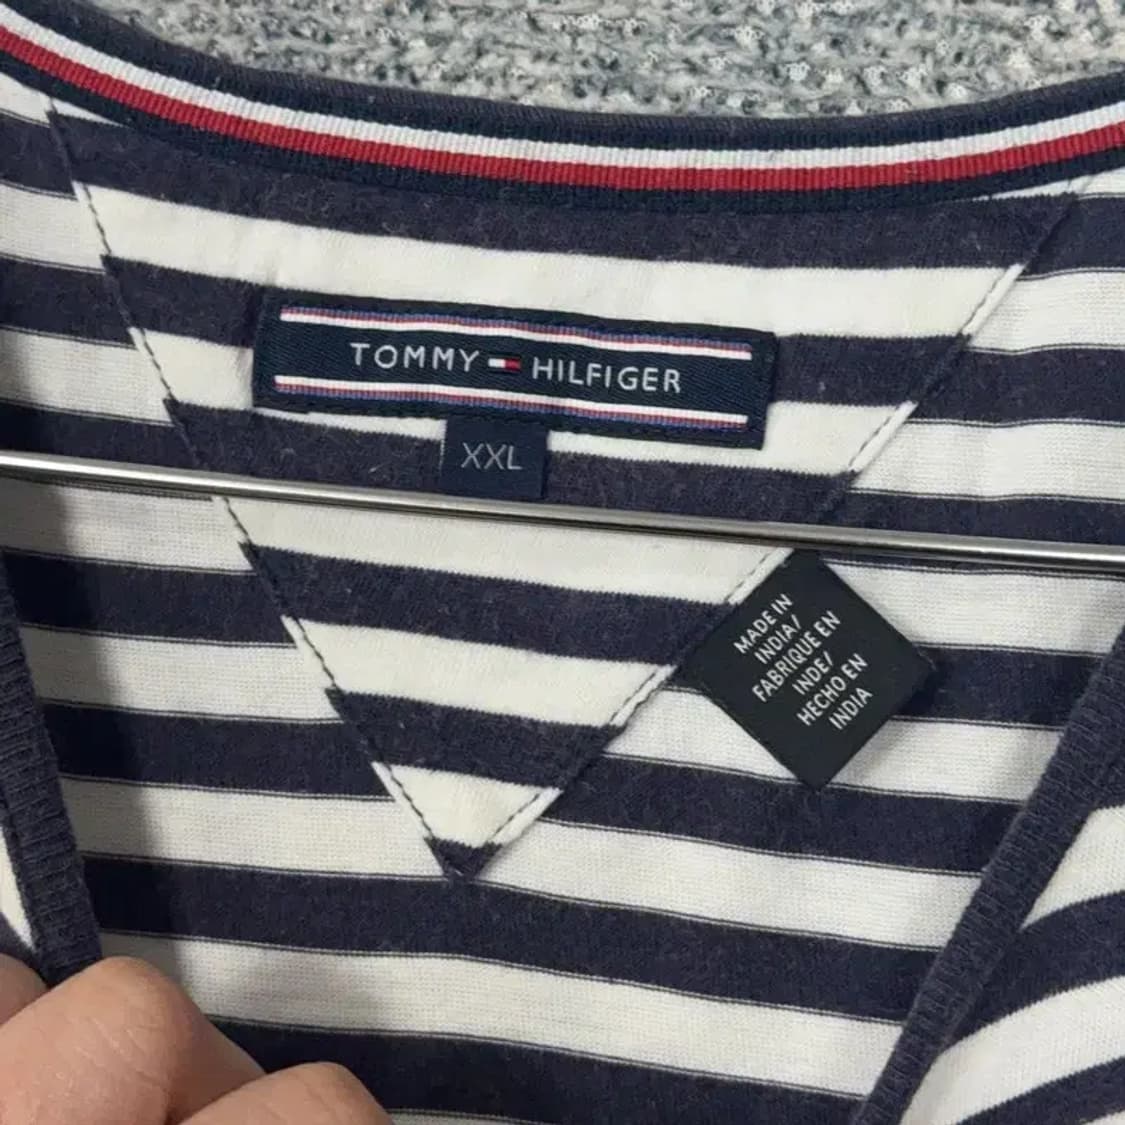 TOMMY HILFIGER
XXL
MADE IN
INDIA/
FABRIQUE EN
INDE/
HECHO EN
INDIA